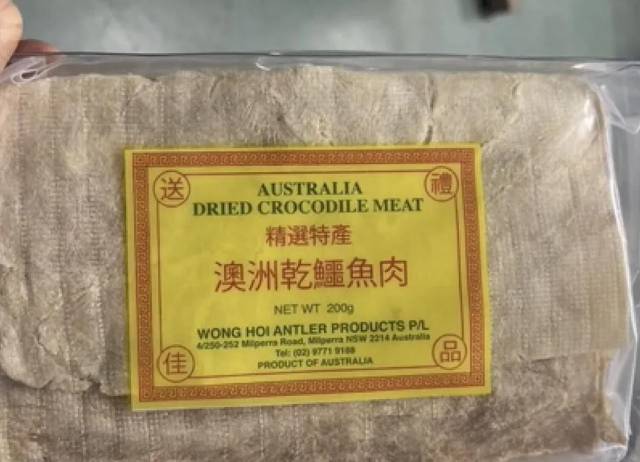 送 禮
AUSTRALIA
DRIED CROCODILE MEAT
精選特產
澳洲乾鱷魚肉
NET WT 200g
WONG HOI ANTLER PRODUCTS P/L
4/250-252 Milperra Road, Milperra NSW 2214 Australia
Tel: (02) 9771 9188
PRODUCT OF AUSTRALIA
佳 品